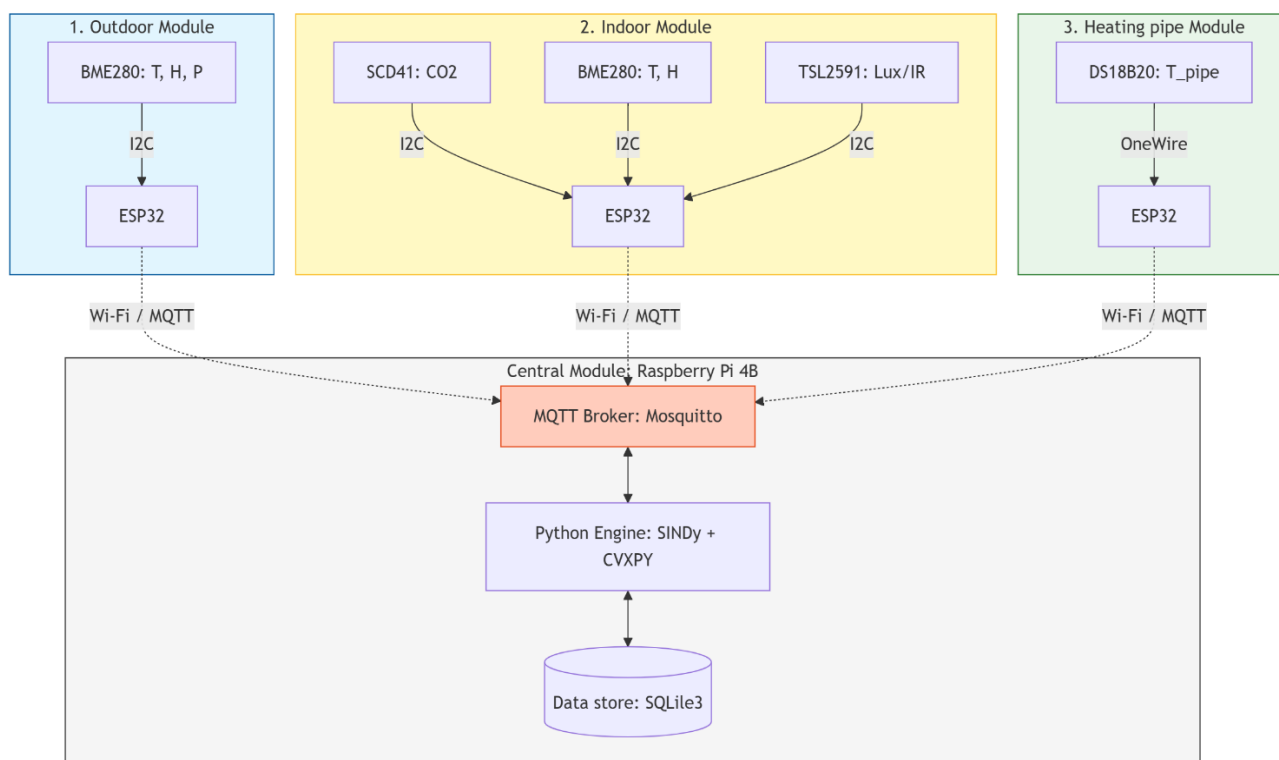 1. Outdoor Module
2. Indoor Module
3. Heating pipe Module
BME280: T, H, P
SCD41: CO2
BME280: T, H
TSL2591: Lux/IR
DS18B20: T_pipe
I2C
I2C
I2C
I2C
OneWire
ESP32
ESP32
ESP32
Wi-Fi / MQTT
Wi-Fi / MQTT
Wi-Fi / MQTT
Central Module: Raspberry Pi 4B
MQTT Broker: Mosquitto
Python Engine: SINDy +
CVXPY
Data store: SQLile3